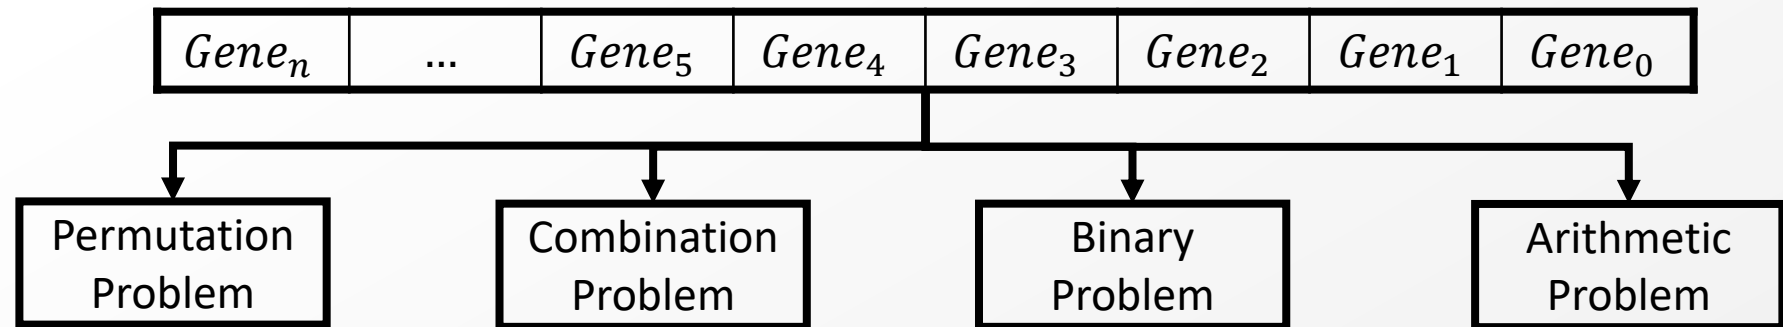 Gene_n ... Gene_5 Gene_4 Gene_3 Gene_2 Gene_1 Gene_0
Permutation
Problem
Combination
Problem
Binary
Problem
Arithmetic
Problem